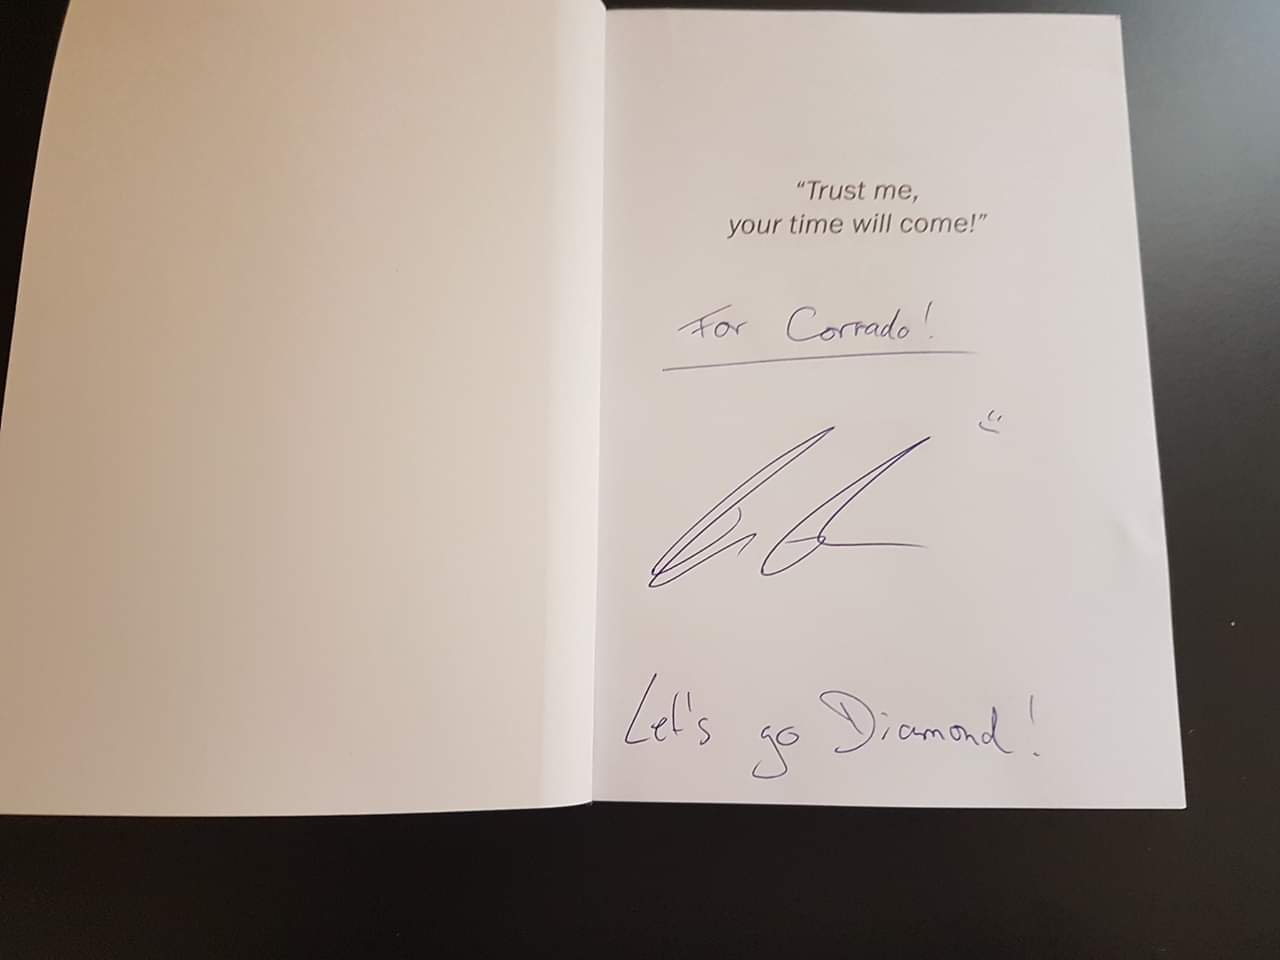 “Trust me,
your time will come!”
For Corrado!
Let's go Diamond!